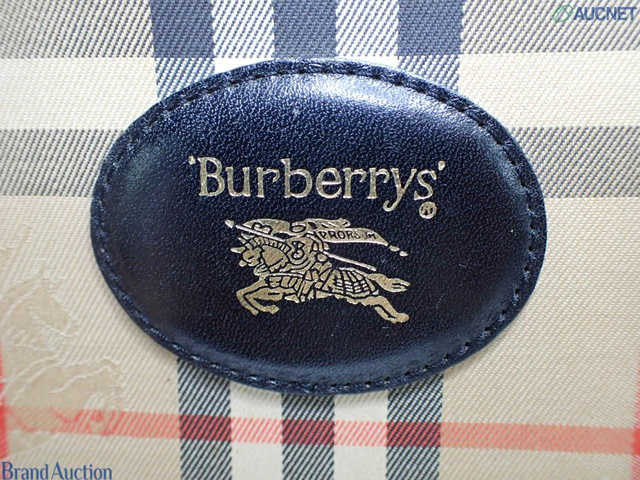 AUCNET
'Burberrys'
®
PRORSUM
B
Brand Auction